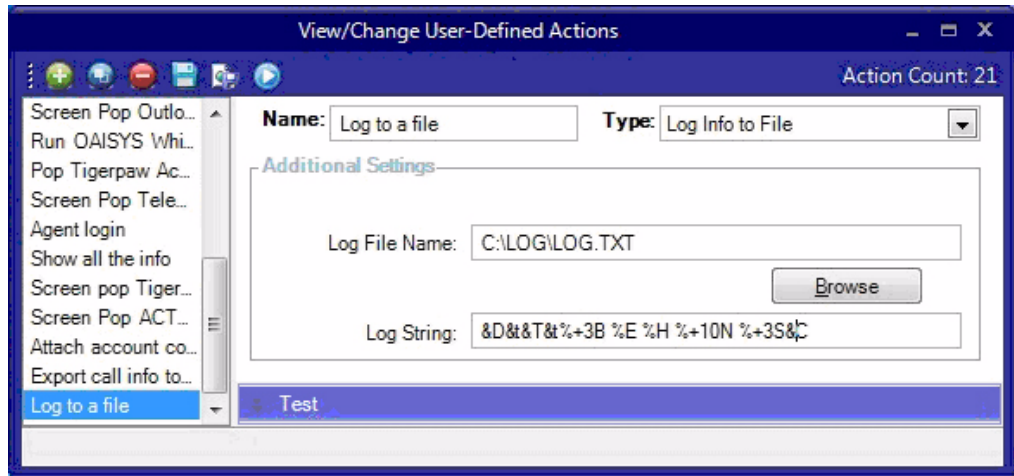 View/Change User-Defined Actions
Action Count: 21
Screen Pop Outlo...
Run OAISYS Whi...
Pop Tigerpaw Ac...
Screen Pop Tele...
Agent login
Show all the info
Screen pop Tiger...
Screen Pop ACT...
Attach account co...
Export call info to...
Log to a file
Name: Log to a file Type: Log Info to File
Additional Settings
Log File Name: C:\LOG\LOG.TXT
Browse
Log String: &D&t&T&t%+3B %E %H %+10N %+3S&C
Test